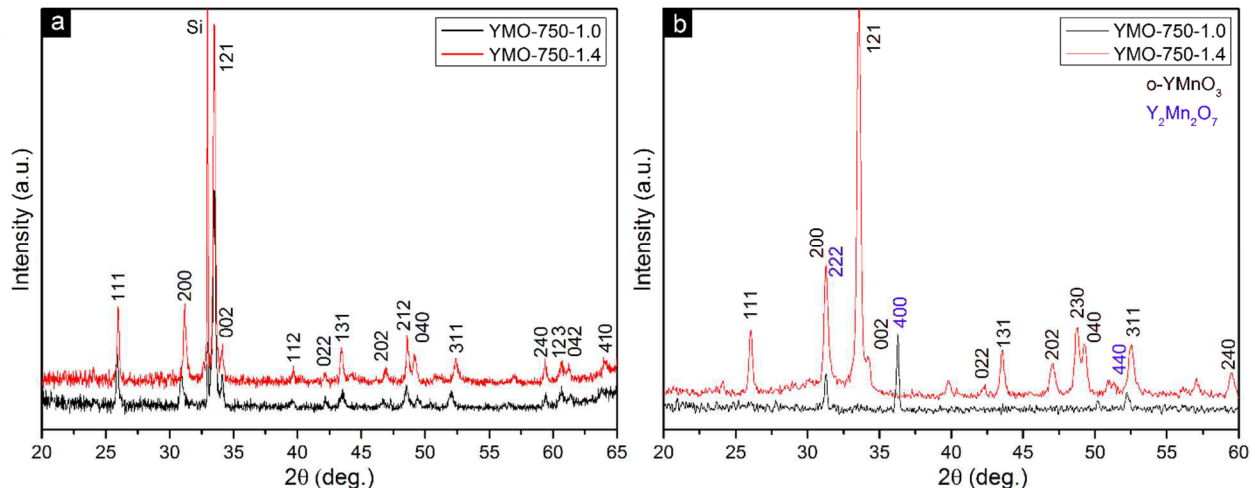 a
Si
121
YMO-750-1.0
YMO-750-1.4
111
200
002
112
022
131
202
212
040
311
240
123
042
410
Intensity (a.u.)
20 25 30 35 40 45 50 55 60 65
2θ (deg.)
b
121
YMO-750-1.0
YMO-750-1.4
o-YMnO3
Y2Mn2O7
111
200
222
002
400
022
131
202
230
040
440
311
240
Intensity (a.u.)
20 25 30 35 40 45 50 55 60
2θ (deg.)